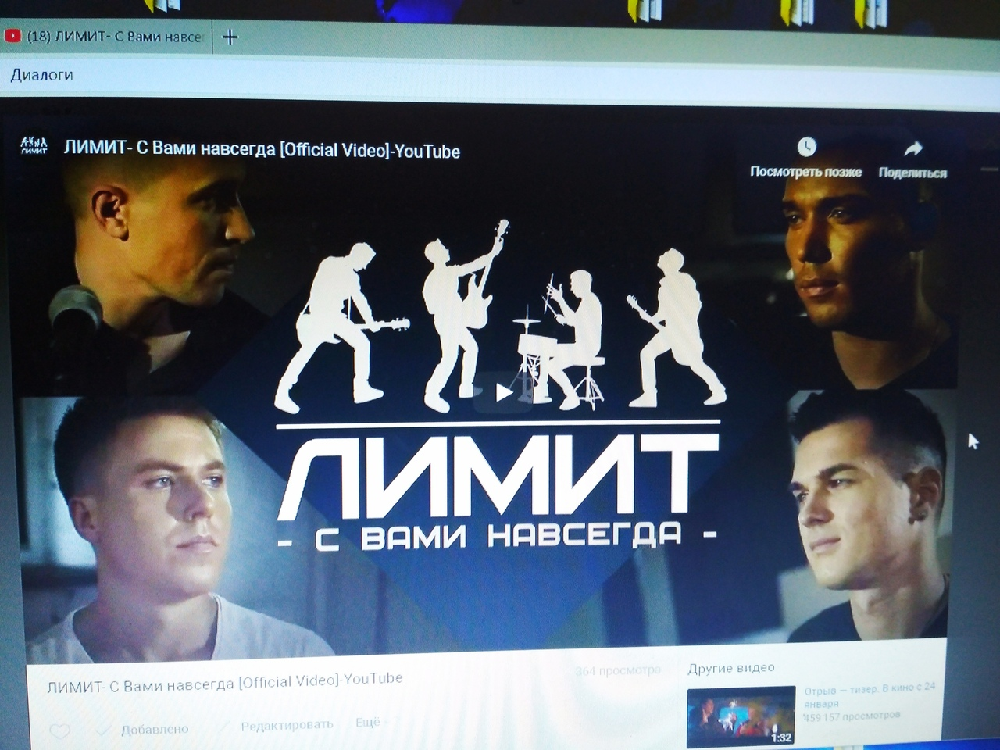 (18) ЛИМИТ- С Вами навсе
Диалоги
ЛИМИТ
ЛИМИТ- С Вами навсегда [Official Video]-YouTube
Посмотреть позже
Поделиться
ЛИМИТ
- С ВАМИ НАВСЕГДА -
ЛИМИТ- С Вами навсегда [Official Video]-YouTube
364 просмотра
Добавлено
Редактировать
Ещё
Другие видео
Отрыв — тизер. В кино с 24
января
459 157 просмотров
1:32